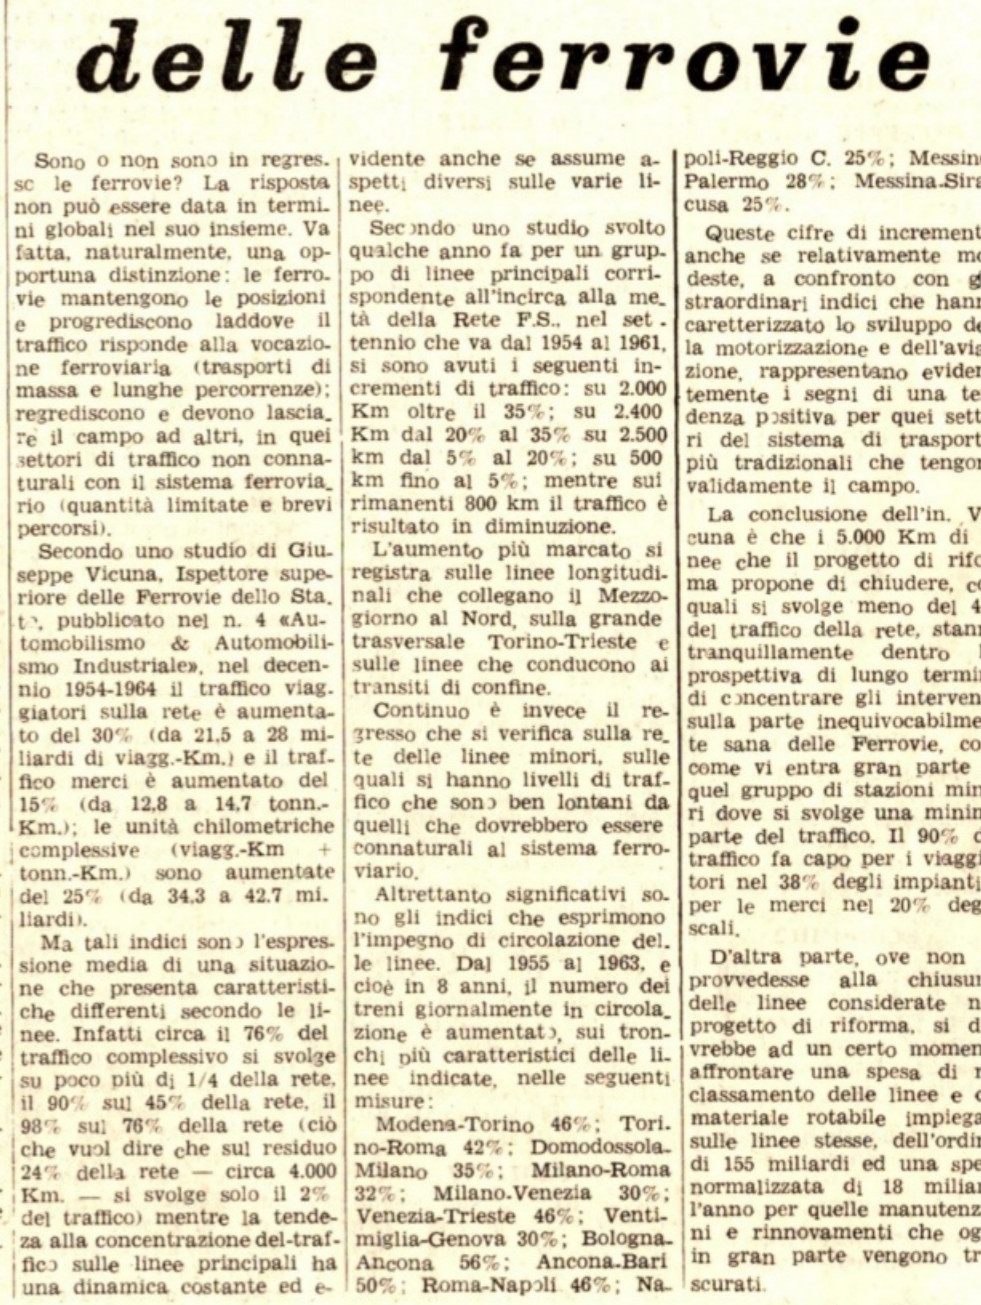 delle ferrovie
Sono o non sono in regres-
se le ferrovie? La risposta
non può essere data in termi-
ni globali nel suo insieme. Va
fatta, naturalmente, una op-
portuna distinzione: le ferro-
vie mantengono le posizioni
e progrediscono laddove il
traffico risponde alla vocazio-
ne ferroviaria (trasporti di
massa e lunghe percorrenze);
regrediscono e devono lascia-
re il campo ad altri, in quei
settori di traffico non conna-
turali con il sistema ferrovia-
rio (quantità limitate e brevi
percorsi).
Secondo uno studio di Giu-
seppe Vicuna, Ispettore supe-
riore delle Ferrovie dello Sta-
to, pubblicato nel n. 4 «Au-
tomobilismo & Automobili-
smo Industriale», nel decen-
nio 1954-1964 il traffico viag-
giatori sulla rete è aumenta-
to del 30% (da 21,5 a 28 mi-
liardi di viagg.-Km.) e il traf-
fico merci è aumentato del
15% (da 12,8 a 14,7 tonn.-
Km.); le unità chilometriche
complessive (viagg.-Km +
tonn.-Km.) sono aumentate
del 25% (da 34,3 a 42,7 mi-
liardi).
Ma tali indici sono l'espres-
sione media di una situazio-
ne che presenta caratteristi-
che differenti secondo le li-
nee. Infatti circa il 76% del
traffico complessivo si svolge
su poco più di 1/4 della rete,
il 90% sul 45% della rete, il
98% sul 76% della rete (ciò
che vuol dire che sul residuo
24% della rete — circa 4.000
Km. — si svolge solo il 2%
del traffico) mentre la tende-
za alla concentrazione del-traf-
fico sulle linee principali ha
una dinamica costante ed e-
vidente anche se assume a-
spetti diversi sulle varie li-
nee.
Secondo uno studio svolto
qualche anno fa per un grup-
po di linee principali corri-
spondente all'incirca alla me-
tà della Rete F.S., nel set-
tennio che va dal 1954 al 1961,
si sono avuti i seguenti in-
crementi di traffico: su 2.000
Km oltre il 35%; su 2.400
Km dal 20% al 35% su 2.500
km dal 5% al 20%; su 500
km fino al 5%; mentre sui
rimanenti 800 km il traffico è
risultato in diminuzione.
L'aumento più marcato si
registra sulle linee longitudi-
nali che collegano il Mezzo-
giorno al Nord, sulla grande
trasversale Torino-Trieste e
sulle linee che conducono ai
transiti di confine.
Continuo è invece il re-
gresso che si verifica sulla re-
te delle linee minori, sulle
quali si hanno livelli di traf-
fico che sono ben lontani da
quelli che dovrebbero essere
connaturali al sistema ferro-
viario.
Altrettanto significativi so-
no gli indici che esprimono
l'impegno di circolazione del-
le linee. Dal 1955 al 1963, e
cioè in 8 anni, il numero dei
treni giornalmente in circola-
zione è aumentato, sui tron-
chi più caratteristici delle li-
nee indicate, nelle seguenti
misure:
Modena-Torino 46%; Tori-
no-Roma 42%; Domodossola-
Milano 35%; Milano-Roma
32%; Milano-Venezia 30%;
Venezia-Trieste 46%; Venti-
miglia-Genova 30%; Bologna-
Ancona 56%; Ancona-Bari
50%; Roma-Napoli 46%; Na-
poli-Reggio C. 25%; Messin
Palermo 28%; Messina-Sira
cusa 25%.
Queste cifre di increment
anche se relativamente mo
deste, a confronto con g
straordinari indici che hann
caretterizzato lo sviluppo de
la motorizzazione e dell'avia
zione, rappresentano eviden
temente i segni di una te
denza positiva per quei sett
ri del sistema di trasport
più tradizionali che tengon
validamente il campo.
La conclusione dell'in. V
cuna è che i 5.000 Km di
nee che il progetto di rifo
ma propone di chiudere, co
quali si svolge meno del 4
del traffico della rete, stann
tranquillamente dentro
prospettiva di lungo termi
di concentrare gli interven
sulla parte inequivocabilme
te sana delle Ferrovie, co
come vi entra gran parte
quel gruppo di stazioni min
ri dove si svolge una minim
parte del traffico. Il 90% d
traffico fa capo per i viaggi
tori nel 38% degli impianti
per le merci nel 20% deg
scali.
D'altra parte, ove non
provvedesse alla chiusur
delle linee considerate n
progetto di riforma, si d
vrebbe ad un certo momen
affrontare una spesa di r
classamento delle linee e d
materiale rotabile impiega
sulle linee stesse, dell'ordin
di 155 miliardi ed una spe
normalizzata di 18 miliar
l'anno per quelle manutenz
ni e rinnovamenti che og
in gran parte vengono tr
scurati.